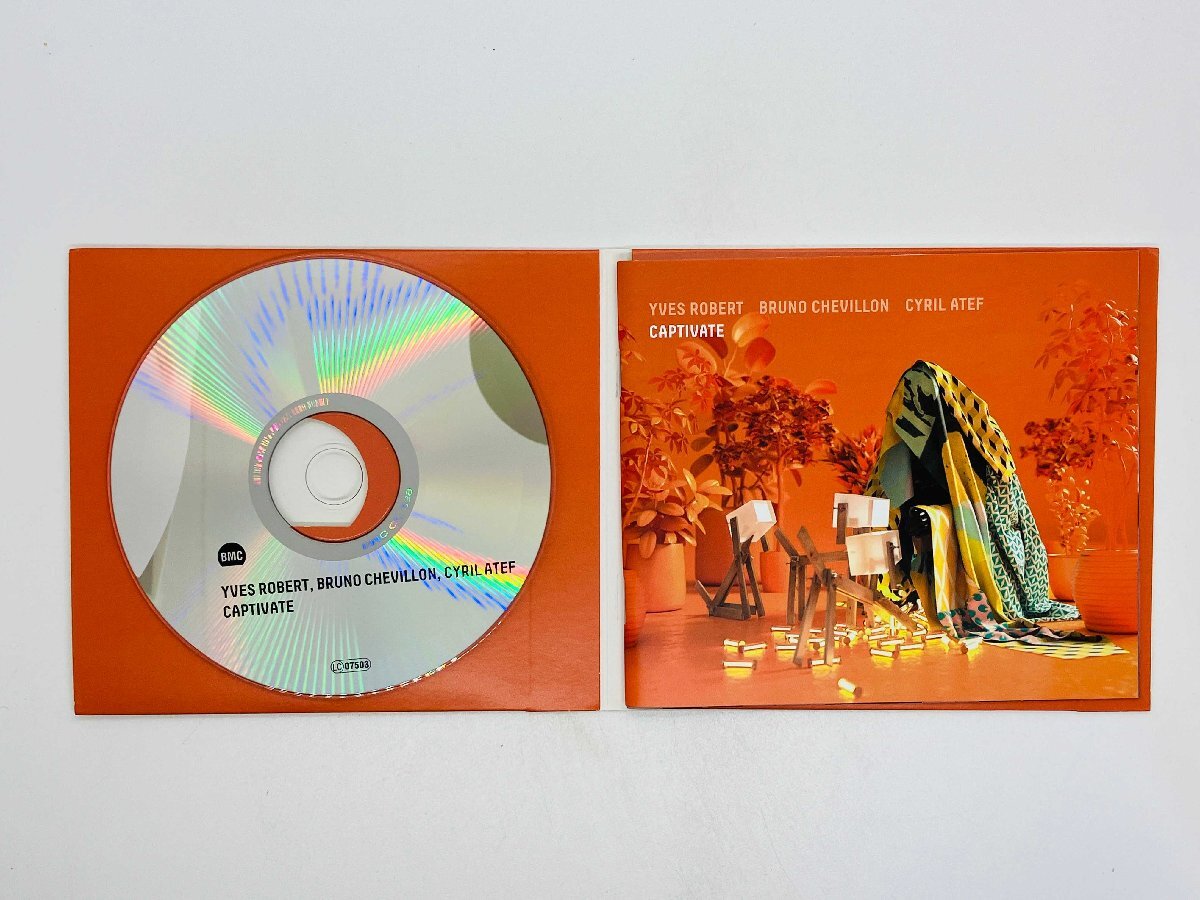 BMC
YVES ROBERT, BRUNO CHEVILLON, CYRIL ATEF
CAPTIVATE
LC 07503
YVES ROBERT BRUNO CHEVILLON CYRIL ATEF
CAPTIVATE